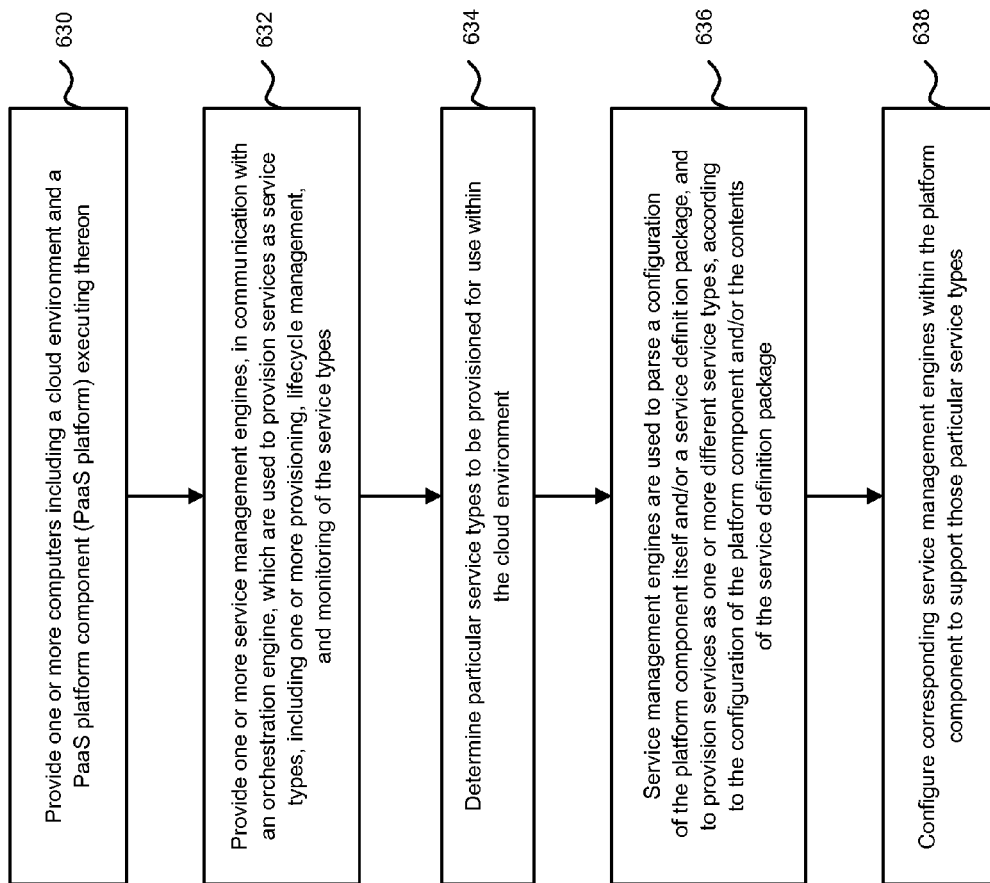 Provide one or more computers including a cloud environment and a
PaaS platform component (PaaS platform) executing thereon
630
Provide one or more service management engines, in communication with
an orchestration engine, which are used to provision services as service
types, including one or more provisioning, lifecycle management,
and monitoring of the service types
632
Determine particular service types to be provisioned for use within
the cloud environment
634
Service management engines are used to parse a configuration
of the platform component itself and/or a service definit ion package, and
to provision services as one or more different service types, according
to the configuration of the platform component and/or the contents
of the service definition package
636
Configure corresponding service management engines within the platform
component to support those particular service types
638